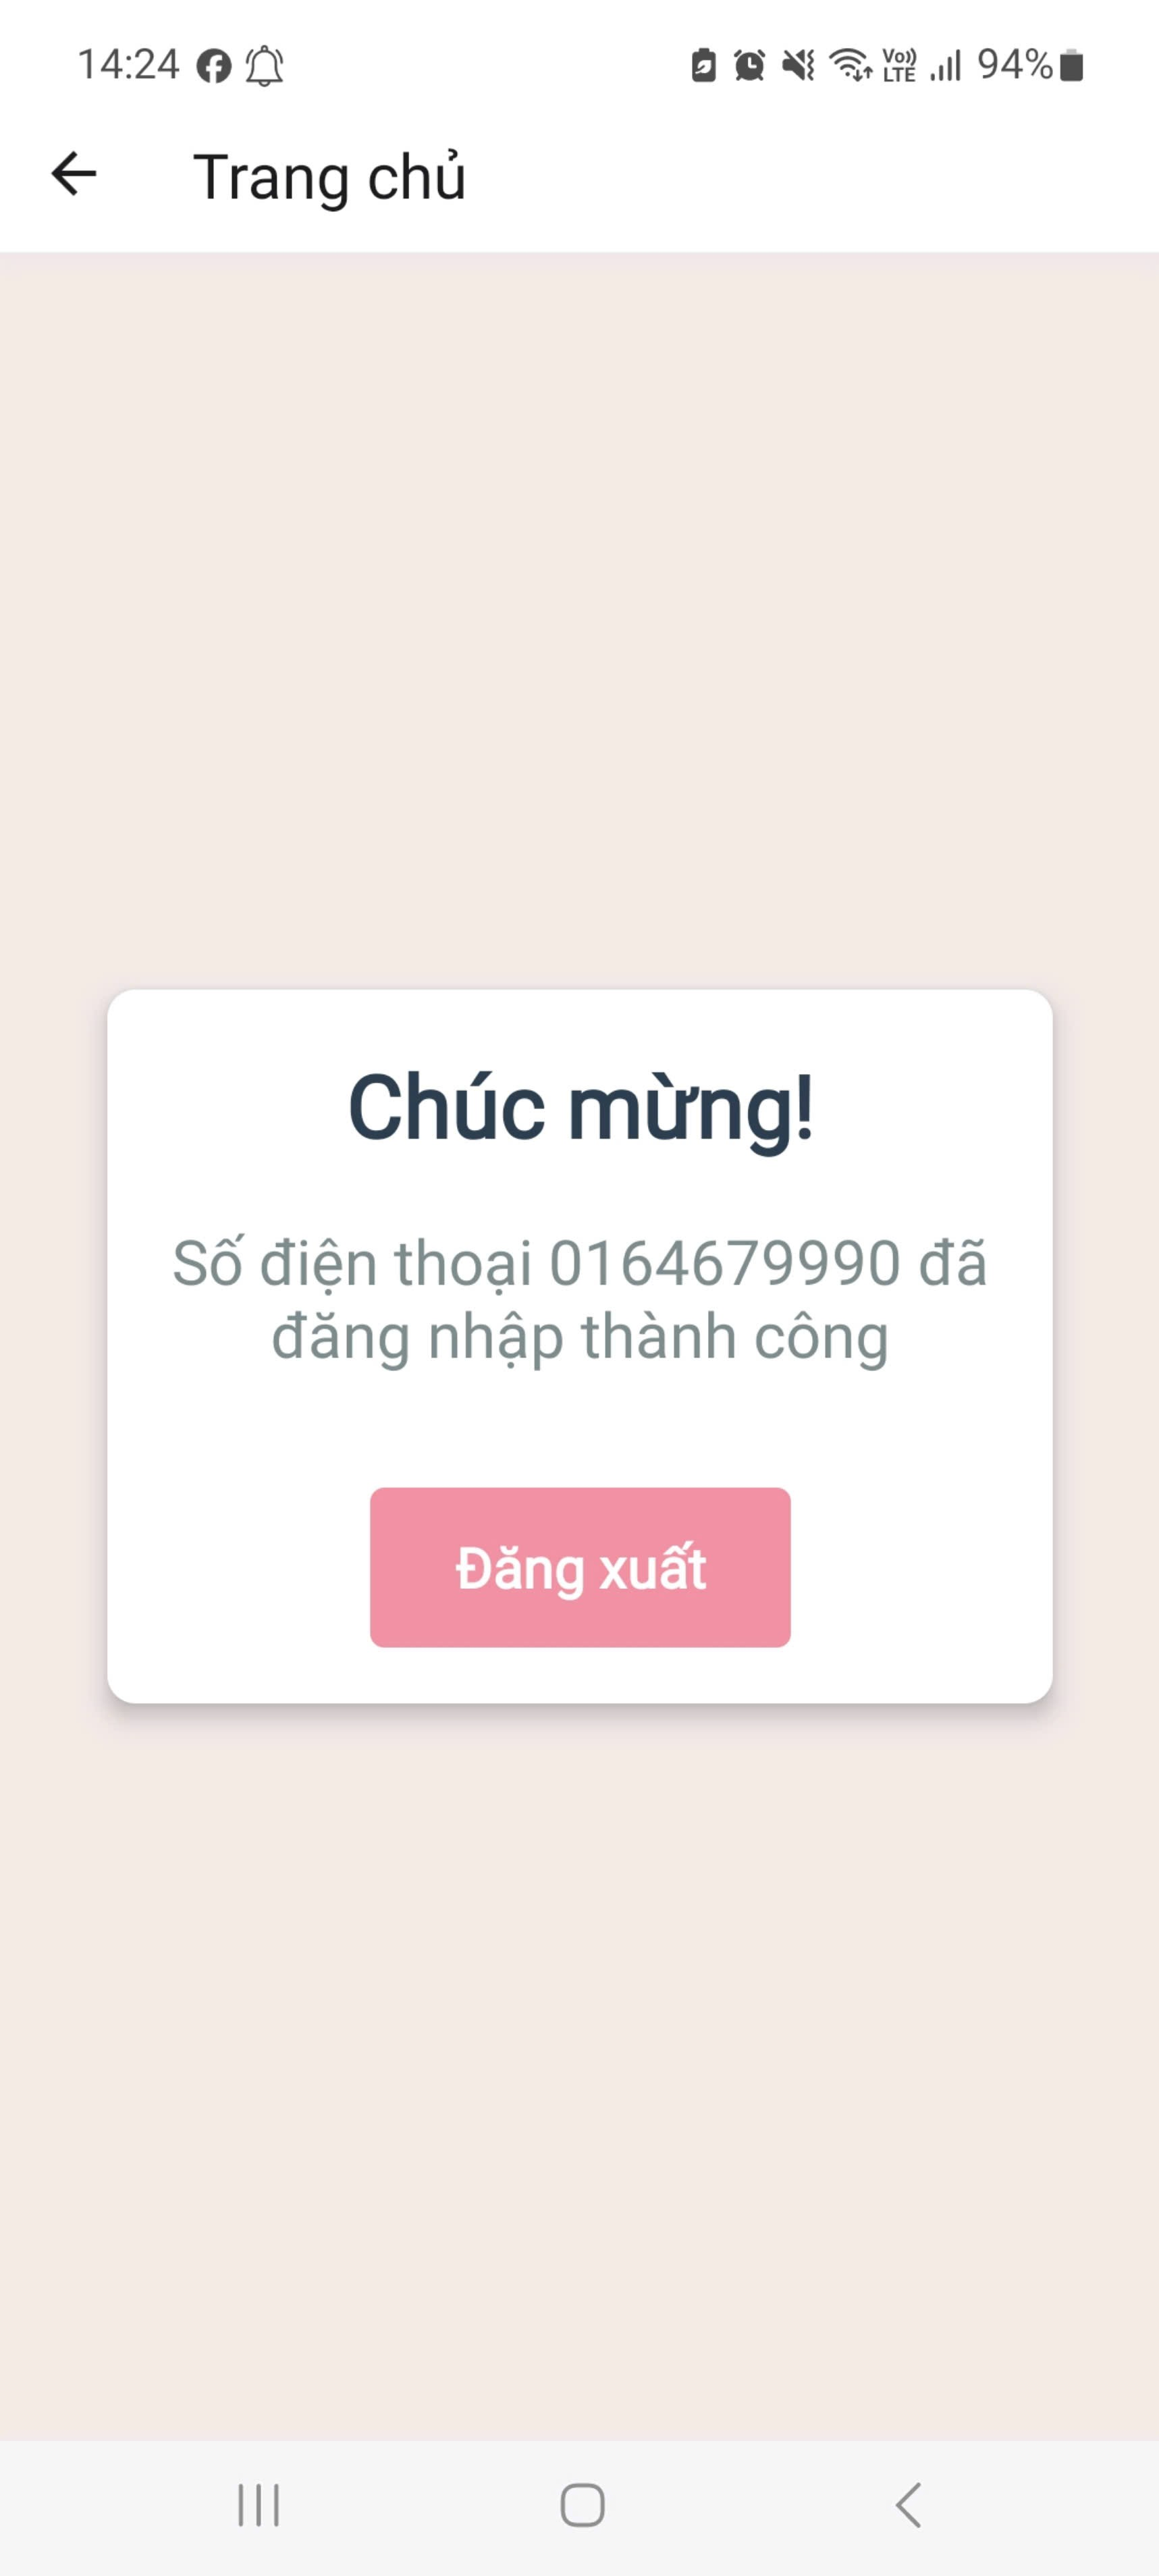 14:24 Vo)) LTE 94%
Trang chủ
Chúc mừng!
Số điện thoại 0164679990 đã
đăng nhập thành công
Đăng xuất